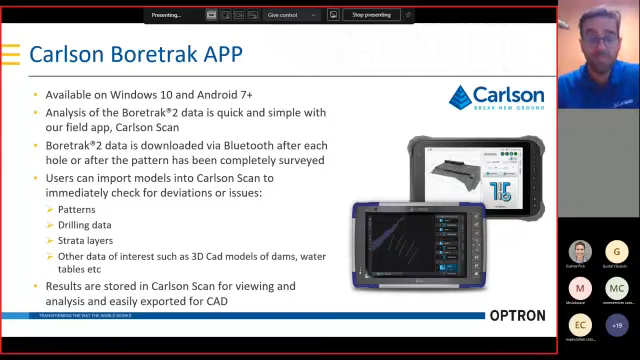 Presenting...
Give control
Stop presenting
Carlson Boretrak APP
Available on Windows 10 and Android 7+
Analysis of the Boretrak®2 data is quick and simple with
our field app, Carlson Scan
Boretrak®2 data is downloaded via Bluetooth after each
hole or after the pattern has been completely surveyed
Users can import models into Carlson Scan to
immediately check for deviations or issues:
Patterns
Drilling data
Strata layers
Other data of interest such as 3D Cad models of dams, water
tables etc
Results are stored in Carlson Scan for viewing and
analysis and easily exported for CAD
Carlson
BREAK NEW GROUND
TRANSFORMING THE WAY THE WORLD WORKS
OPTRON
G
M
MC
EC
+19